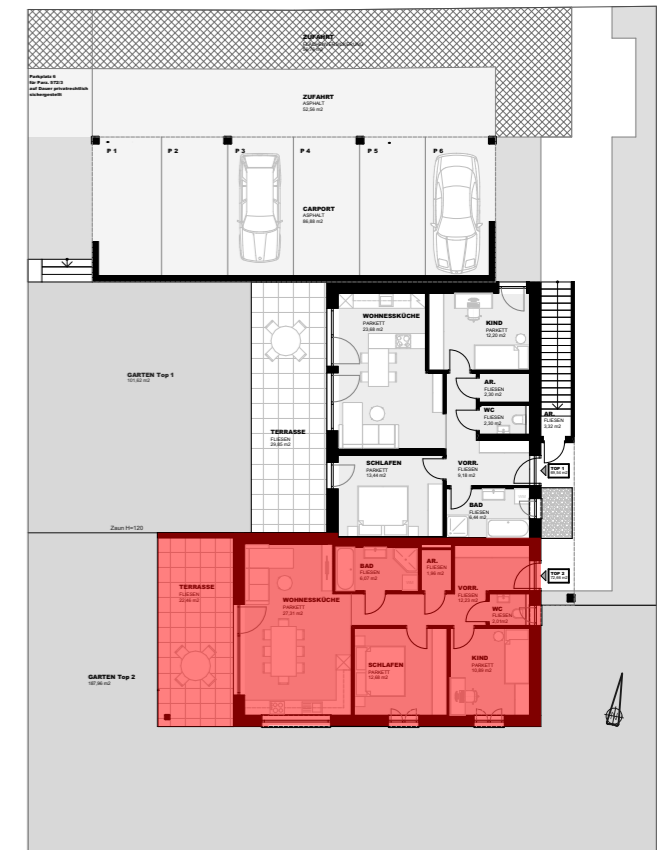 ZUFAHRT
FLÄCHENVERSICKERUNG
Parkplatz 6
für Parz. 572/3
auf Dauer privatrechtlich
sichergestellt
ZUFAHRT
ASPHALT
52,56 m2
P 1
P 2
P 3
P 4
P 5
P 6
CARPORT
ASPHALT
86,88 m2
WOHNESSKÜCHE
PARKETT
23,68 m2
KIND
PARKETT
12,20 m2
GARTEN Top 1
101,62 m2
AR.
FLIESEN
2,30 m2
WC
FLIESEN
2,30 m2
AR.
FLIESEN
3,32 m2
TERRASSE
FLIESEN
29,85 m2
SCHLAFEN
PARKETT
13,44 m2
VORR.
FLIESEN
9,18 m2
TOP 1
BAD
FLIESEN
6,44 m2
Zaun H=120
BAD
FLIESEN
6,07 m2
AR.
FLIESEN
1,86 m2
TOP 2
TERRASSE
FLIESEN
22,46 m2
WOHNESSKÜCHE
PARKETT
27,31 m2
VORR.
FLIESEN
12,23 m2
WC
FLIESEN
2,01 m2
SCHLAFEN
PARKETT
13,68 m2
KIND
PARKETT
10,80 m2
GARTEN Top 2
187,96 m2